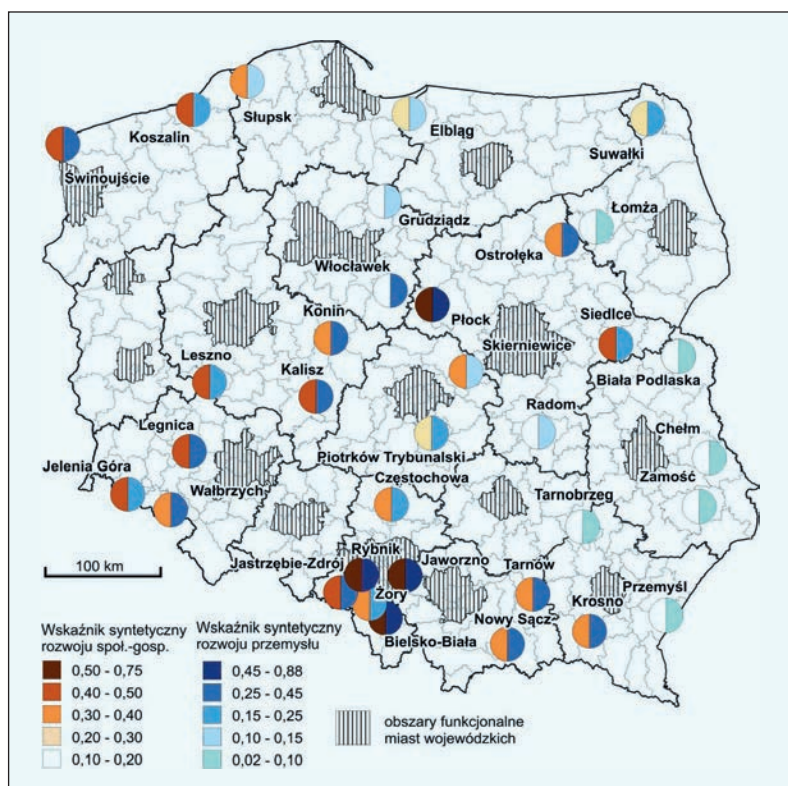 Słupsk
Koszalin
Elbląg
Suwałki
Świnoujście
Łomża
Grudziądz
Ostrołęka
Włocławek
Konin
Płock
Siedlce
Skierniewice
Leszno
Kalisz
Biała Podlaska
Radom
Legnica
Chełm
Piotrków Trybunalski
Jelenia Góra
Zamość
Wałbrzych
Częstochowa
Tarnobrzeg
100 km
Rybnik
Jastrzębie-Zdrój
Jaworzno
Tarnów
Żory
Przemyśl
Krosno
Nowy Sącz
Bielsko-Biała
Wskaźnik syntetyczny
rozwoju społ.-gosp.
0,50 - 0,75
0,40 - 0,50
0,30 - 0,40
0,20 - 0,30
0,10 - 0,20
Wskaźnik syntetyczny
rozwoju przemysłu
0,45 - 0,88
0,25 - 0,45
0,15 - 0,25
0,10 - 0,15
0,02 - 0,10
obszary funkcjonalne
miast wojewódzkich